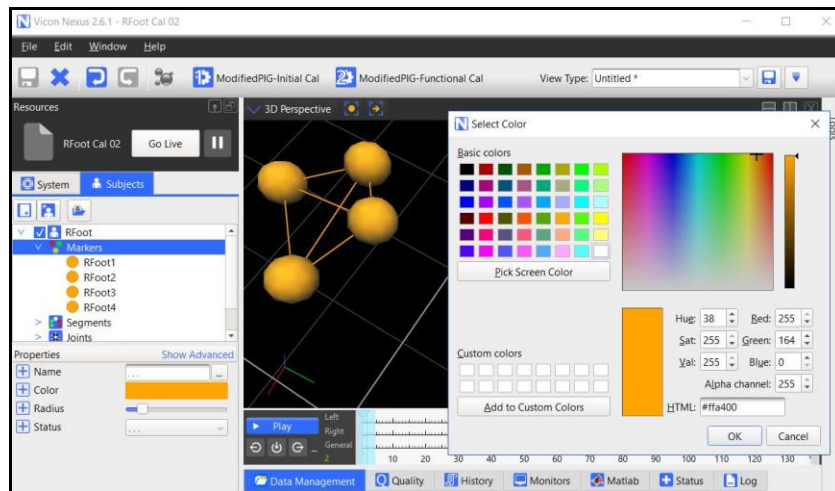 Vicon Nexus 2.6.1 - RFoot Cal 02
File Edit Window Help
ModifiedPIG-Initial Cal ModifiedPIG-Functional Cal View Type: Untitled *
Resources
RFoot Cal 02 Go Live
System Subjects
RFoot
Markers
RFoot1
RFoot2
RFoot3
RFoot4
Segments
Joints
Properties Show Advanced
Name ... ...
Color
Radius
Status ...
3D Perspective
Play
Left
Right
General
2
10 20 30 40 50 60 70 80 90 100 110 120 130
Data Management Quality History Monitors Matlab Status Log
Select Color
Basic colors
Pick Screen Color
Custom colors
Add to Custom Colors
Hue: 38 Red: 255
Sat: 255 Green: 164
Val: 255 Blue: 0
Alpha channel: 255
HTML: #ffa400
OK Cancel